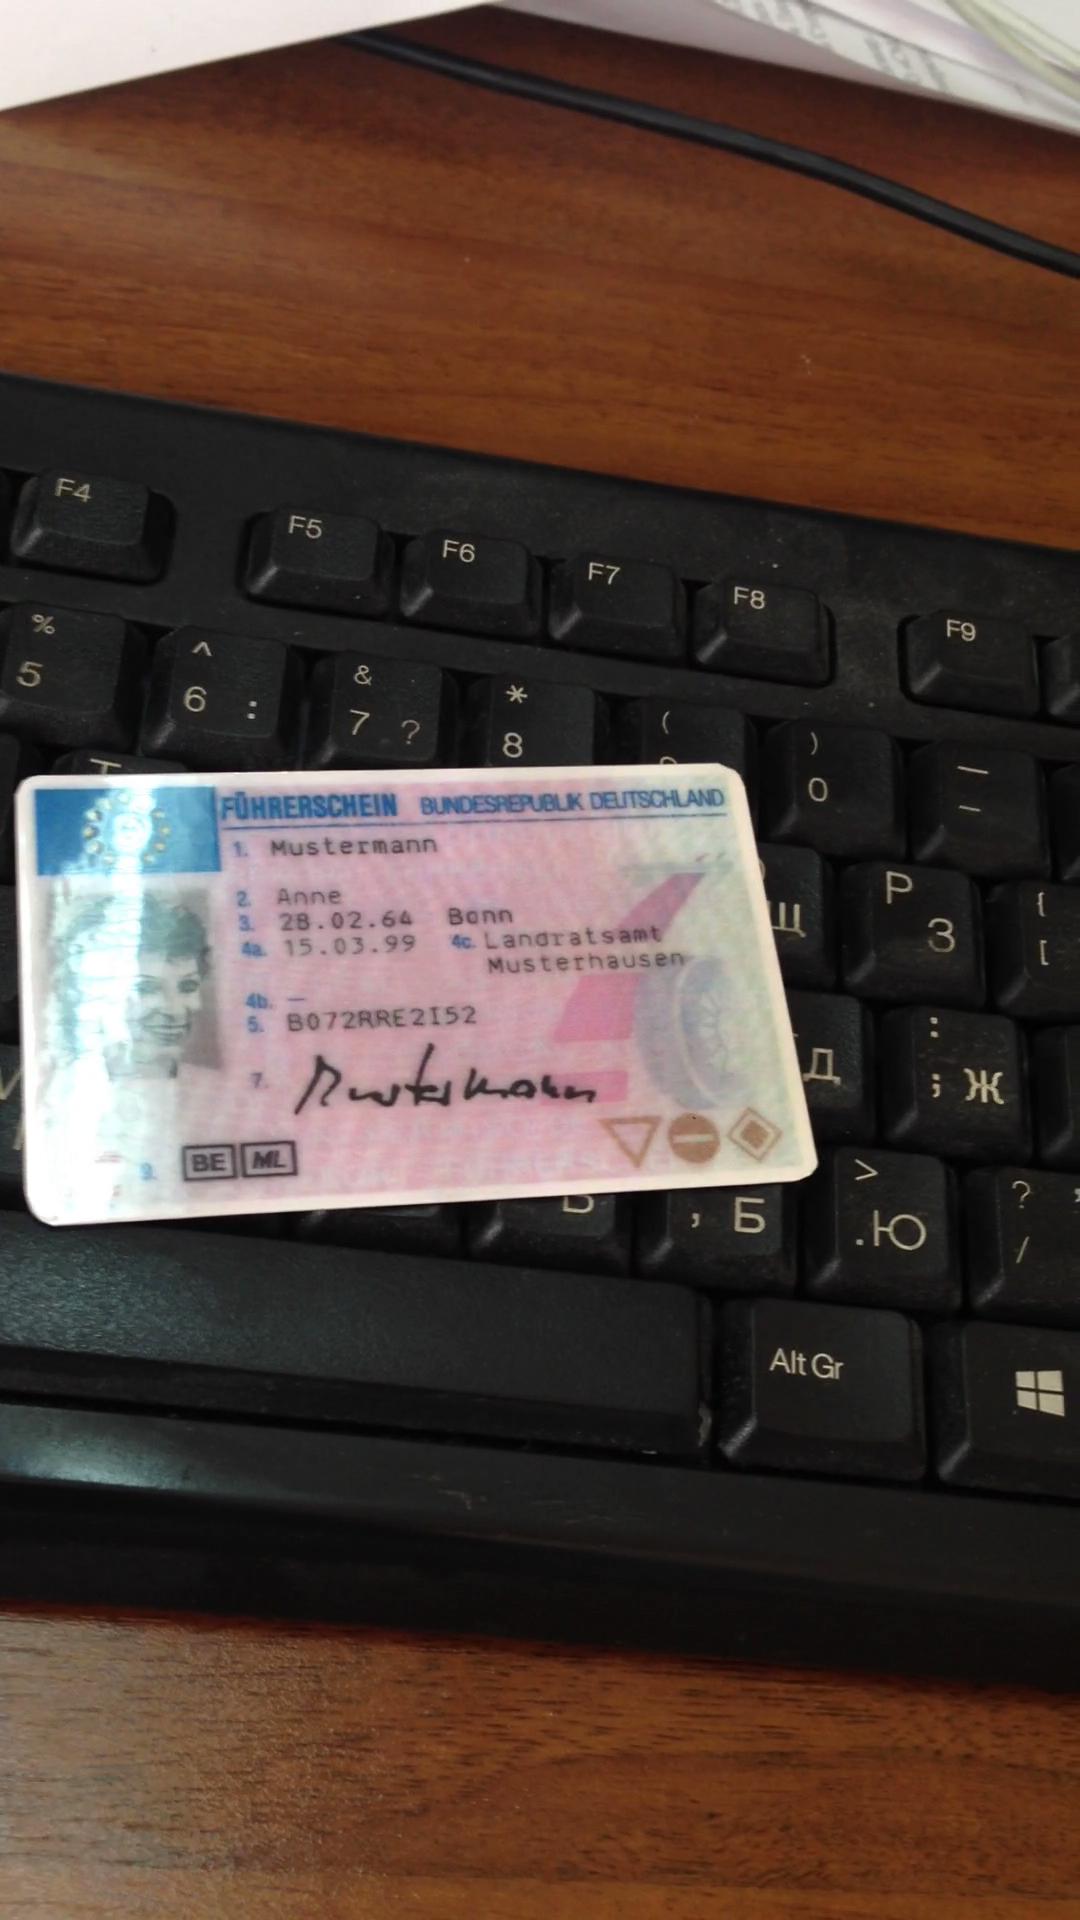 F4 F5 F6 F7 F8 F9
% 5 ^ 6 : & 7 ? * 8 ( ) 0
FÜHRERSCHEIN BUNDESREPUBLIK DEUTSCHLAND
1. Mustermann
2. Anne
3. 28.02.64 Bonn
4a. 15.03.99 4c. Landratsamt
Musterhausen
4b. —
5. B072RRE2I52
7. Mustermann
9. BE ML
Щ P З { [
Д : ; Ж
, Б > . Ю ? /
Alt Gr